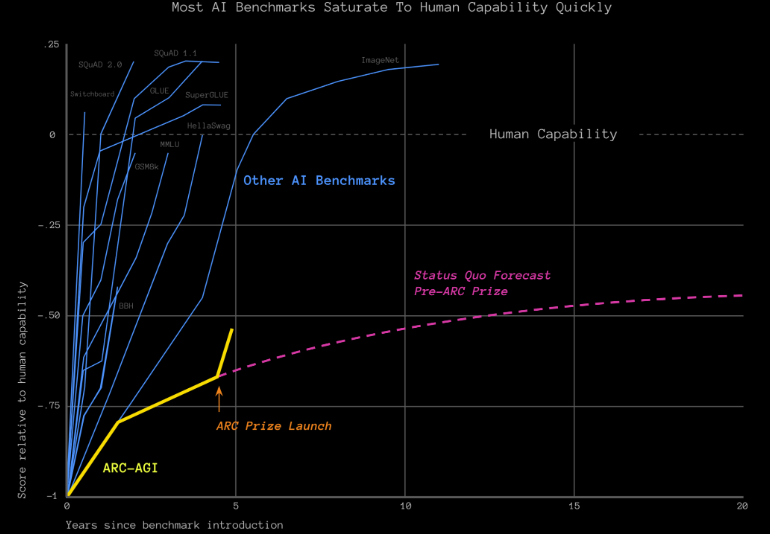 Most AI Benchmarks Saturate To Human Capability Quickly
.25
SQuAD 1.1
SQuAD 2.0
ImageNet
GLUE
Switchboard
SuperGLUE
HellaSwag
0
Human Capability
MMLU
GSM8k
Other AI Benchmarks
-.25
Status Quo Forecast
Pre-ARC Prize
BBH
-.50
-.75
ARC Prize Launch
ARC-AGI
-1
0
5
10
15
20
Score relative to human capability
Years since benchmark introduction